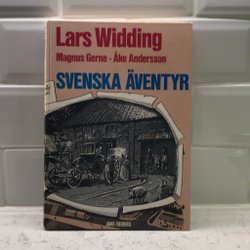 Lars Widding
Magnus Gerne - Åke Andersson
SVENSKA ÄVENTYR